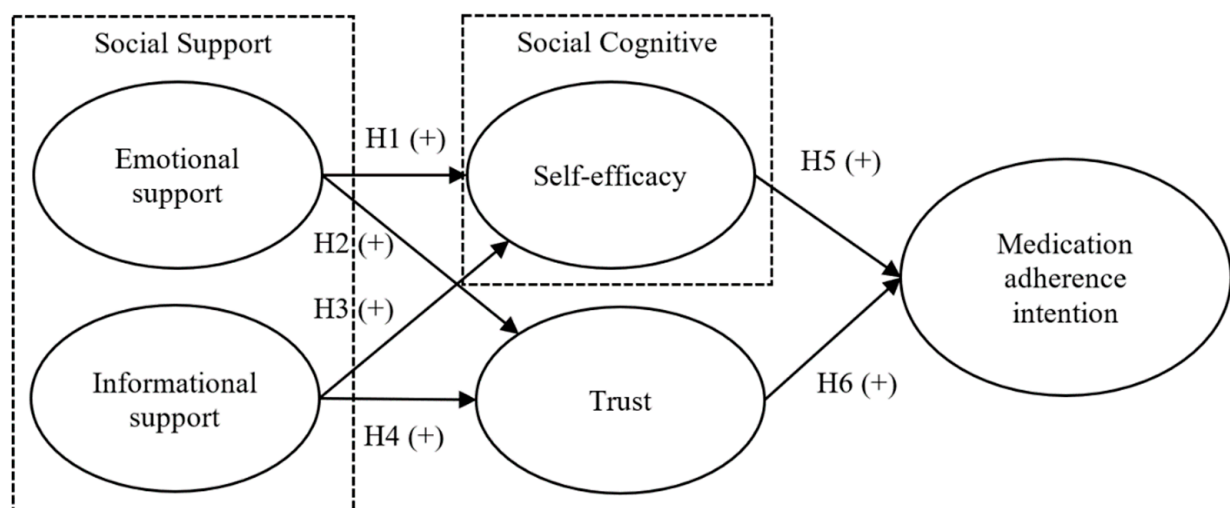 Social Support
Social Cognitive
Emotional
support
H1 (+)
Self-efficacy
H5 (+)
H2 (+)
H3 (+)
Medication
adherence
intention
Informational
support
H4 (+)
Trust
H6 (+)